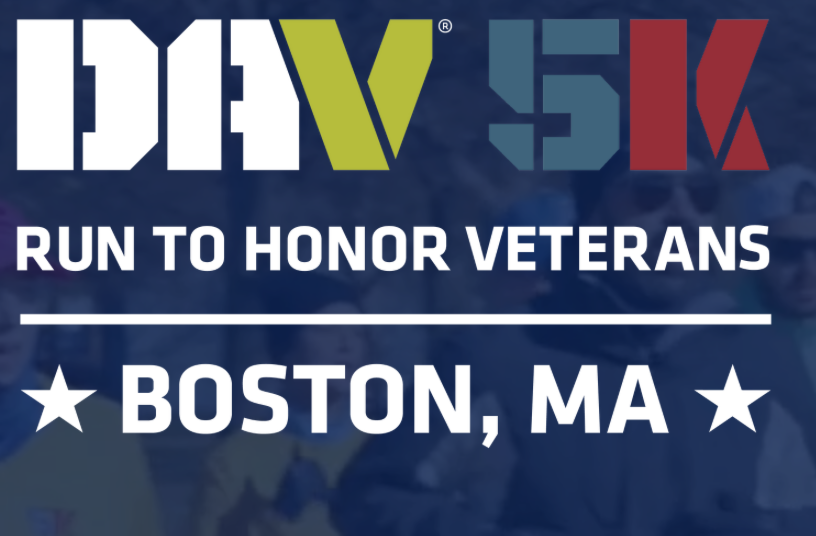 DAV® 5K
RUN TO HONOR VETERANS
★ BOSTON, MA ★